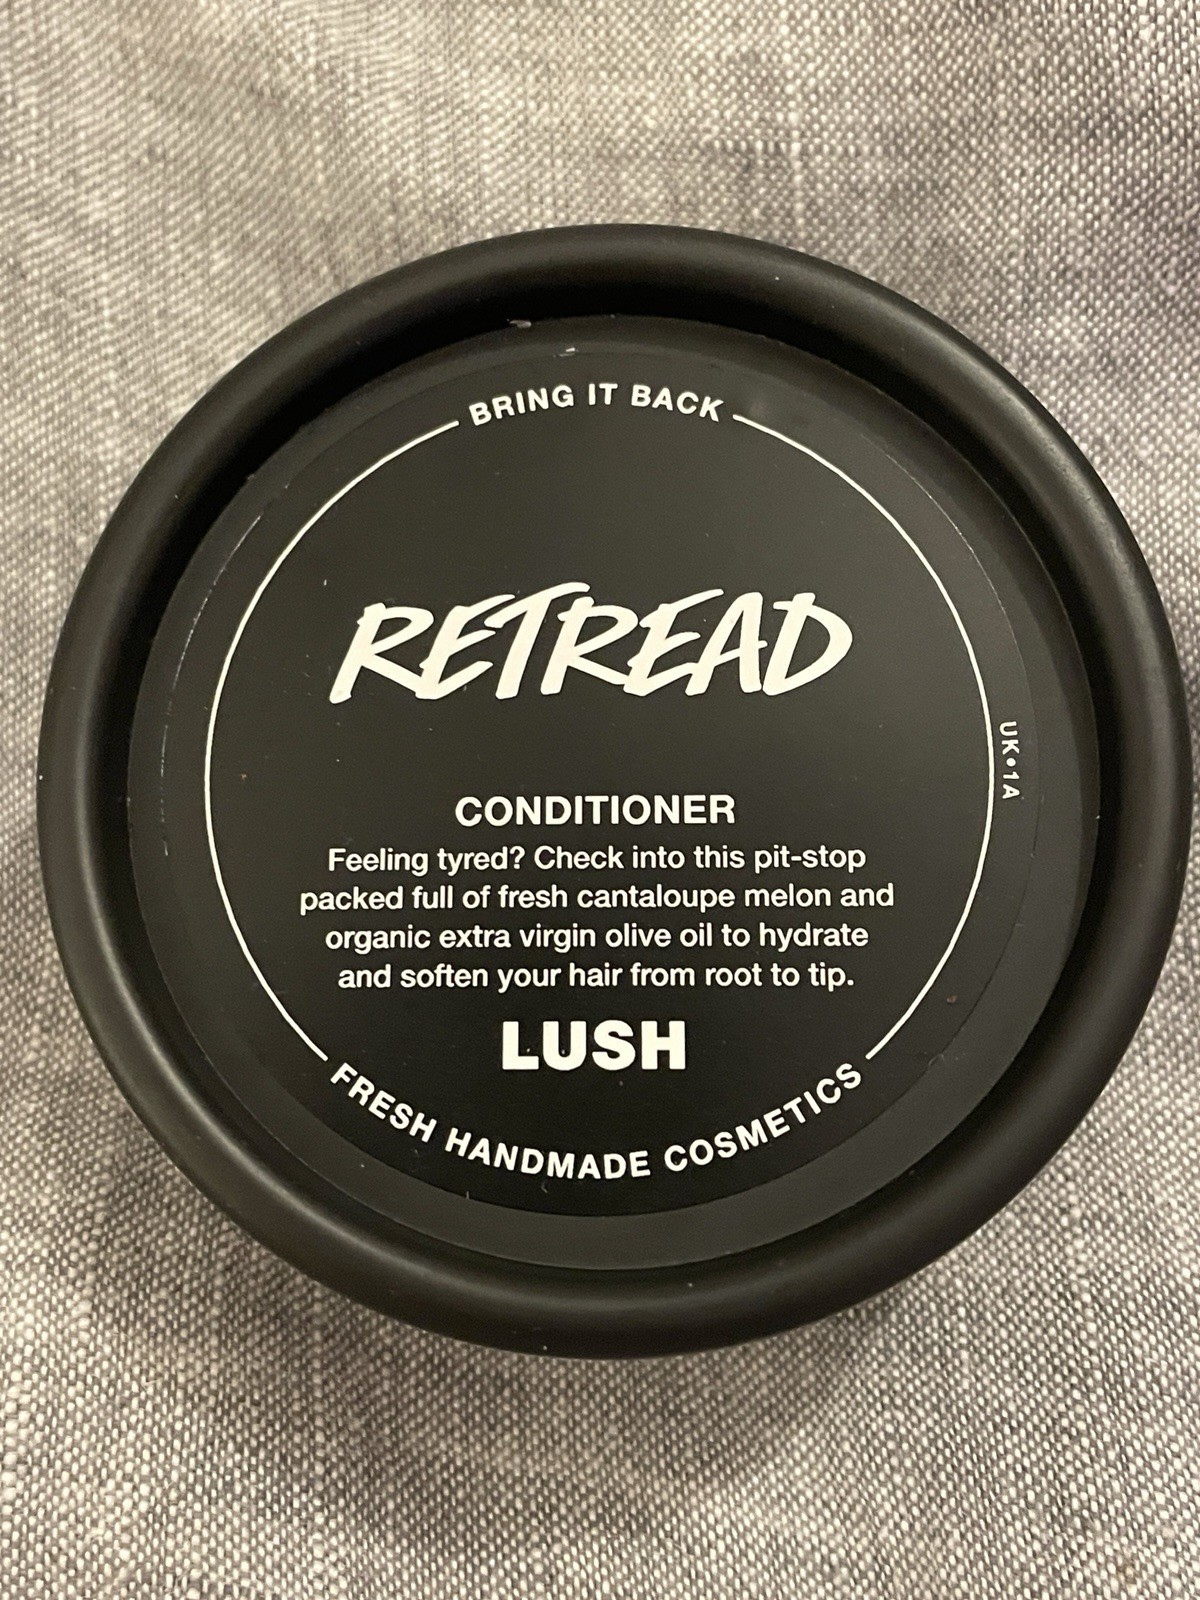 BRING IT BACK
RETREAD
UK•1A
CONDITIONER
Feeling tyred? Check into this pit-stop
packed full of fresh cantaloupe melon and
organic extra virgin olive oil to hydrate
and soften your hair from root to tip.
LUSH
FRESH HANDMADE COSMETICS